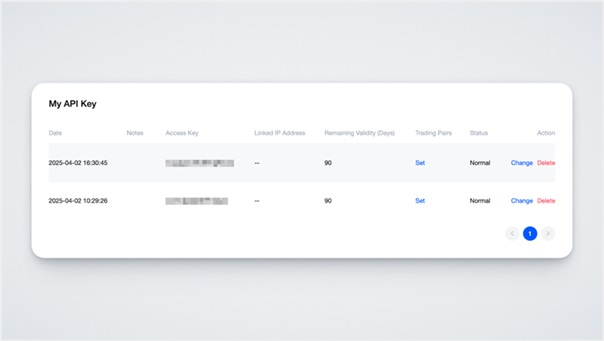 My API Key
Date Notes Access Key Linked IP Address Remaining Validity (Days) Trading Pairs Status Action
2025-04-02 16:30:45 -- 90 Set Normal Change Delete
2025-04-02 10:29:26 -- 90 Set Normal Change Delete
< 1 >